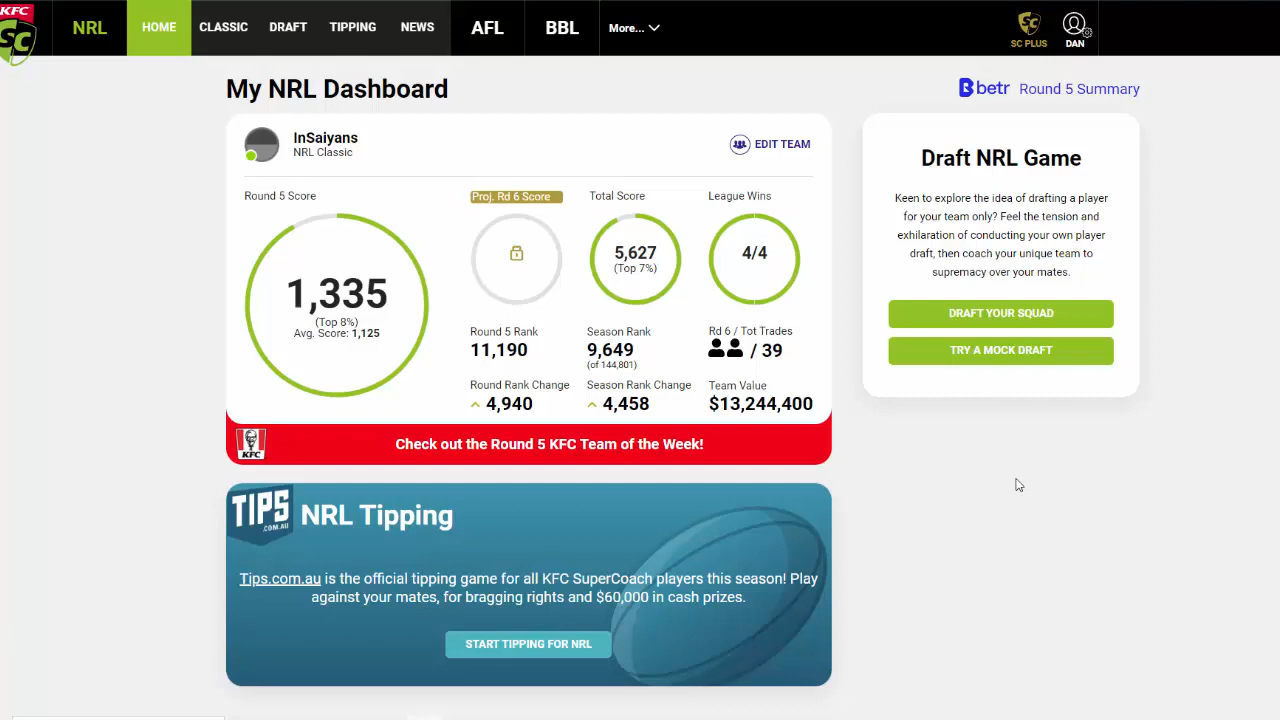 KFC
SC
NRL
HOME
CLASSIC
DRAFT
TIPPING
NEWS
AFL
BBL
More...
SC PLUS
DAN
My NRL Dashboard
betr Round 5 Summary
InSaiyans
NRL Classic
EDIT TEAM
Round 5 Score
Proj. Rd 6 Score
Total Score
League Wins
1,335
(Top 8%)
Avg. Score: 1,125
5,627
(Top 7%)
4/4
Round 5 Rank
11,190
Season Rank
9,649
(of 144,801)
Rd 6 / Tot Trades
/ 39
Round Rank Change
4,940
Season Rank Change
4,458
Team Value
$13,244,400
KFC
Check out the Round 5 KFC Team of the Week!
Draft NRL Game
Keen to explore the idea of drafting a player
for your team only? Feel the tension and
exhilaration of conducting your own player
draft, then coach your unique team to
supremacy over your mates.
DRAFT YOUR SQUAD
TRY A MOCK DRAFT
TIPS
.COM.AU
NRL Tipping
Tips.com.au is the official tipping game for all KFC SuperCoach players this season! Play
against your mates, for bragging rights and $60,000 in cash prizes.
START TIPPING FOR NRL